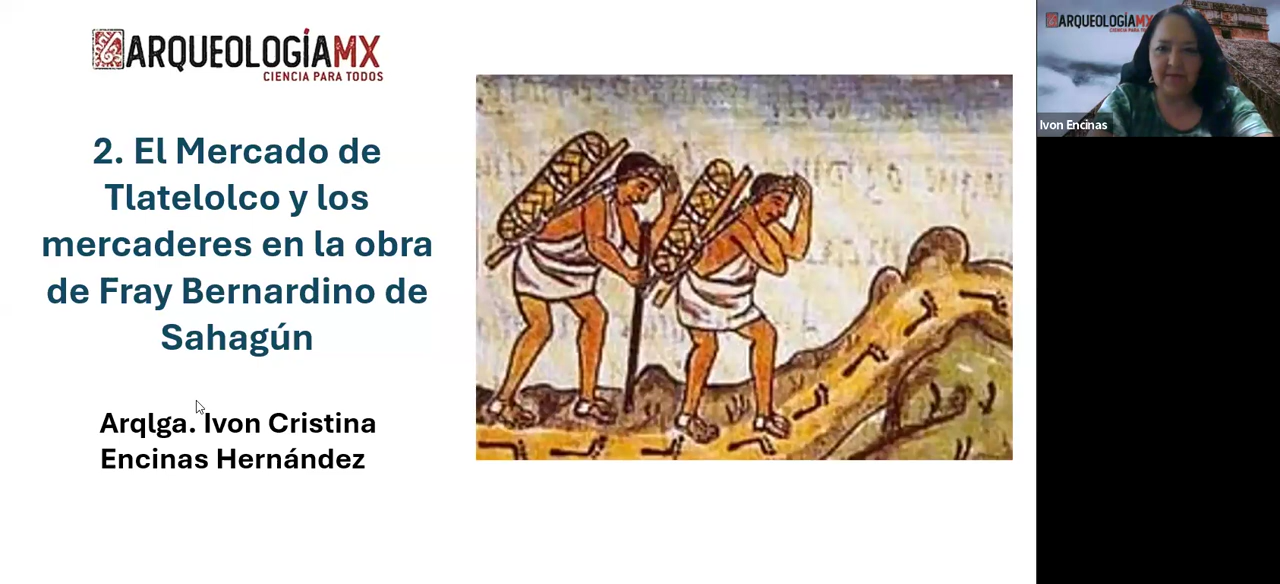 ARQUEOLOGÍAMX
CIENCIA PARA TODOS
2. El Mercado de
Tlatelolco y los
mercaderes en la obra
de Fray Bernardino de
Sahagún
Arqlga. Ivon Cristina
Encinas Hernández
ARQUEOLOGÍAMX
Ivon Encinas